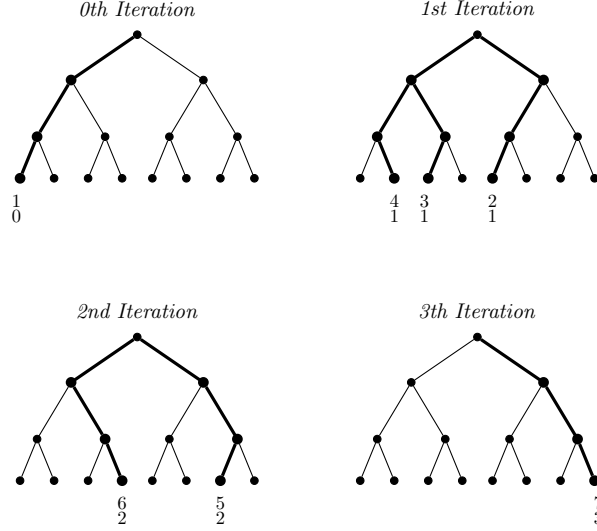 0th Iteration
1st Iteration
1
0
4 3 2
1 1 1
2nd Iteration
3th Iteration
6 5
2 2